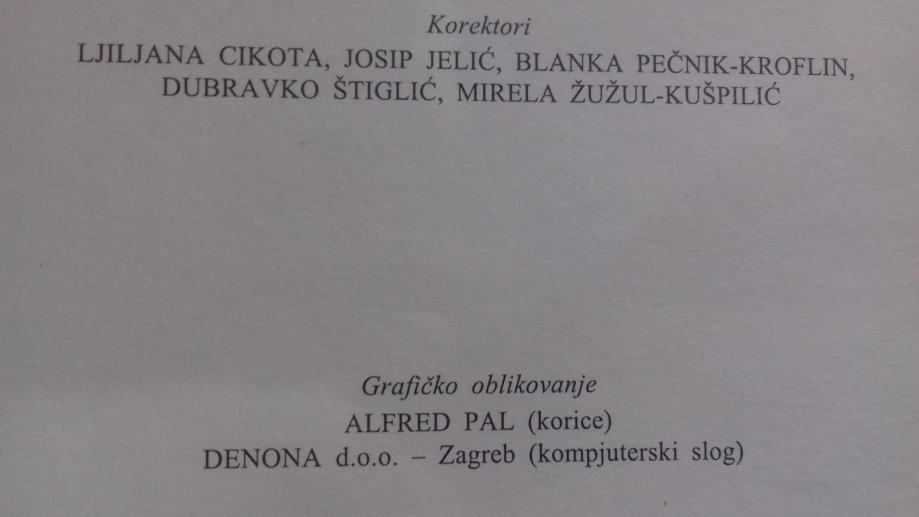 Korektori
LJILJANA CIKOTA, JOSIP JELIĆ, BLANKA PEČNIK-KROFLIN,
DUBRAVKO ŠTIGLIĆ, MIRELA ŽUŽUL-KUŠPILIĆ
Grafičko oblikovanje
ALFRED PAL (korice)
DENONA d.o.o. – Zagreb (kompjuterski slog)